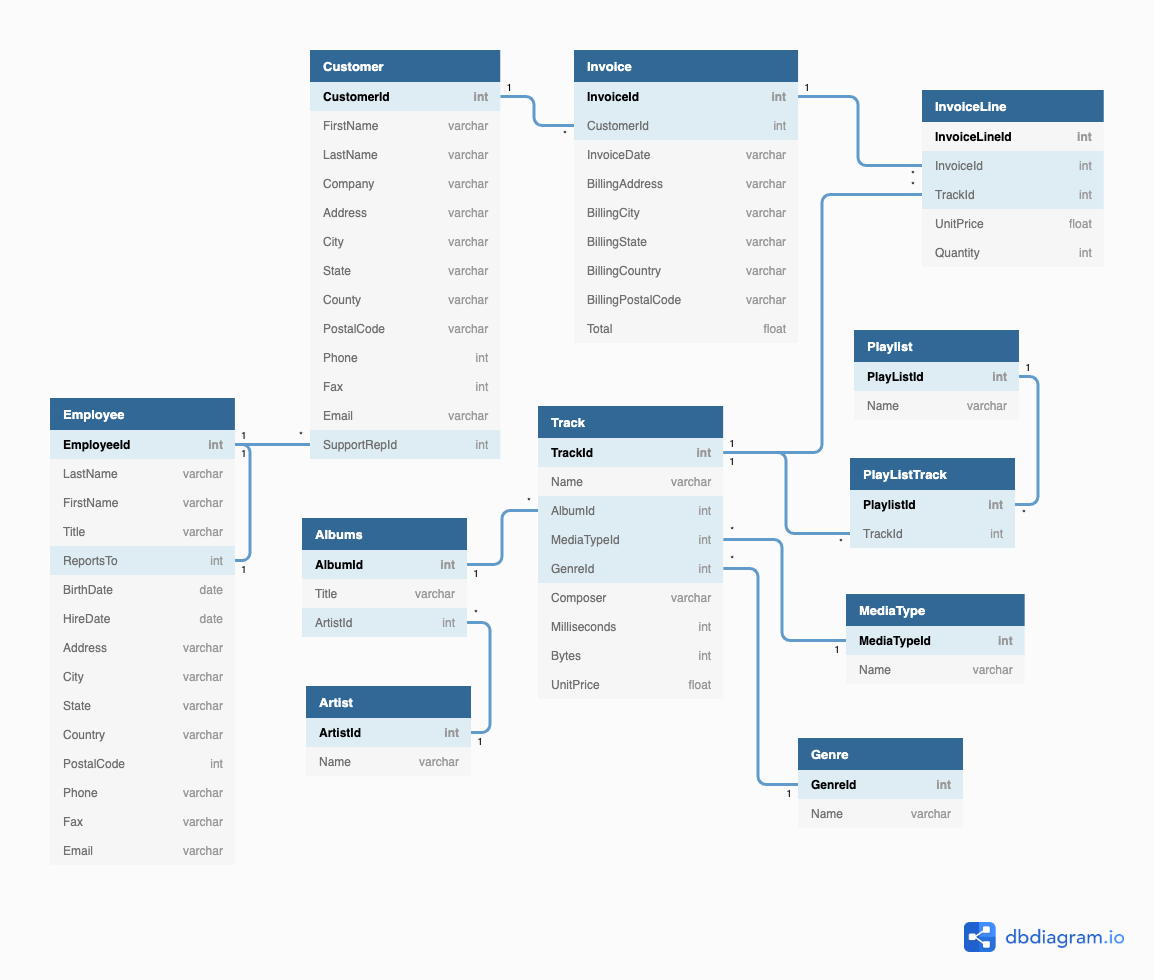 Customer
CustomerId int
FirstName varchar
LastName varchar
Company varchar
Address varchar
City varchar
State varchar
County varchar
PostalCode varchar
Phone int
Fax int
Email varchar
SupportRepId int
1
*
Invoice
InvoiceId int
CustomerId int
InvoiceDate varchar
BillingAddress varchar
BillingCity varchar
BillingState varchar
BillingCountry varchar
BillingPostalCode varchar
Total float
1
*
*
InvoiceLine
InvoiceLineId int
InvoiceId int
TrackId int
UnitPrice float
Quantity int
Playlist
PlayListId int
Name varchar
1
*
PlayListTrack
PlaylistId int
TrackId int
Employee
EmployeeId int
LastName varchar
FirstName varchar
Title varchar
ReportsTo int
BirthDate date
HireDate date
Address varchar
City varchar
State varchar
Country varchar
PostalCode int
Phone varchar
Fax varchar
Email varchar
1
*
1
1
Albums
AlbumId int
Title varchar
ArtistId int
*
1
*
1
Artist
ArtistId int
Name varchar
Track
TrackId int
Name varchar
AlbumId int
MediaTypeId int
GenreId int
Composer varchar
Milliseconds int
Bytes int
UnitPrice float
1
1
*
*
*
1
MediaType
MediaTypeId int
Name varchar
1
Genre
GenreId int
Name varchar
dbdiagram.io